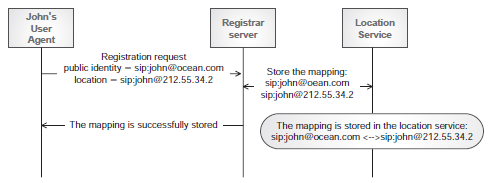 John's
User
Agent
Registrar
server
Location
Service
Registration request
public identity = sip:john@ocean.com
location = sip:john@212.55.34.2
Store the mapping:
sip:john@ocean.com
sip:john@212.55.34.2
The mapping is successfully stored
The mapping is stored in the location service:
sip:john@ocean.com <-->sip:john@212.55.34.2